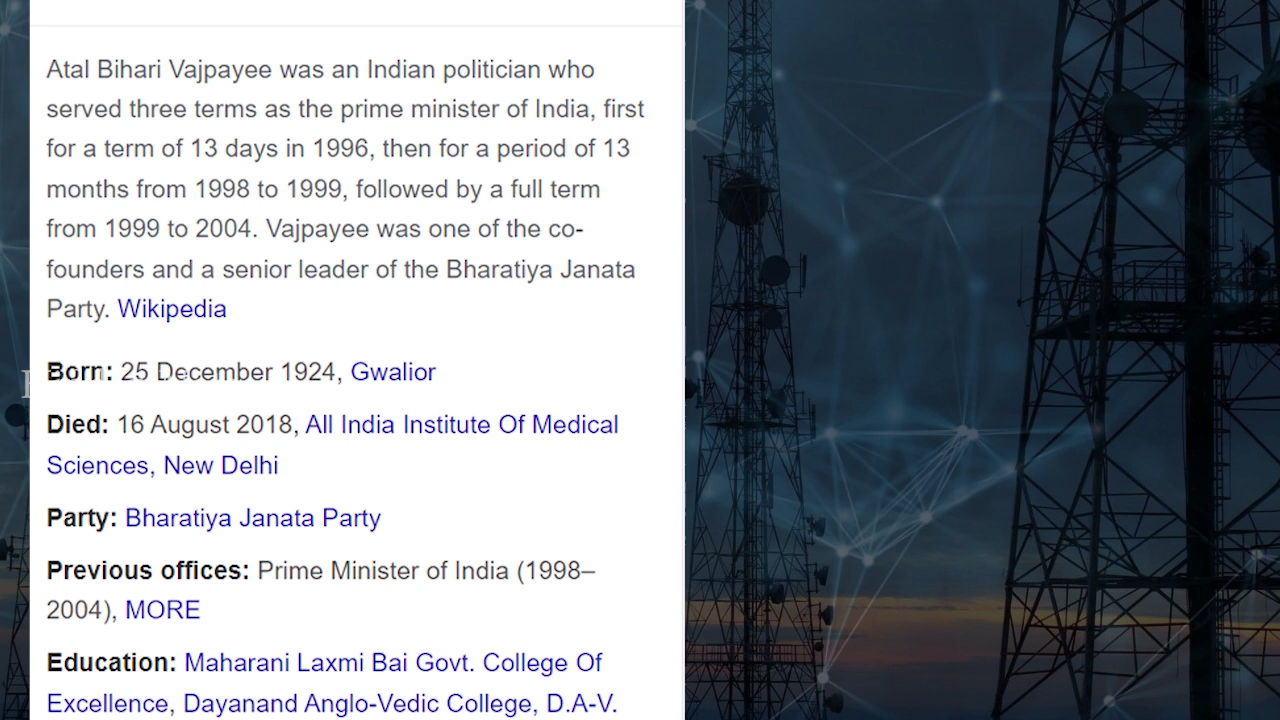 Atal Bihari Vajpayee was an Indian politician who
served three terms as the prime minister of India, first
for a term of 13 days in 1996, then for a period of 13
months from 1998 to 1999, followed by a full term
from 1999 to 2004. Vajpayee was one of the co-
founders and a senior leader of the Bharatiya Janata
Party. Wikipedia
Born: 25 December 1924, Gwalior
Died: 16 August 2018, All India Institute Of Medical
Sciences, New Delhi
Party: Bharatiya Janata Party
Previous offices: Prime Minister of India (1998–
2004), MORE
Education: Maharani Laxmi Bai Govt. College Of
Excellence, Dayanand Anglo-Vedic College, D.A-V.